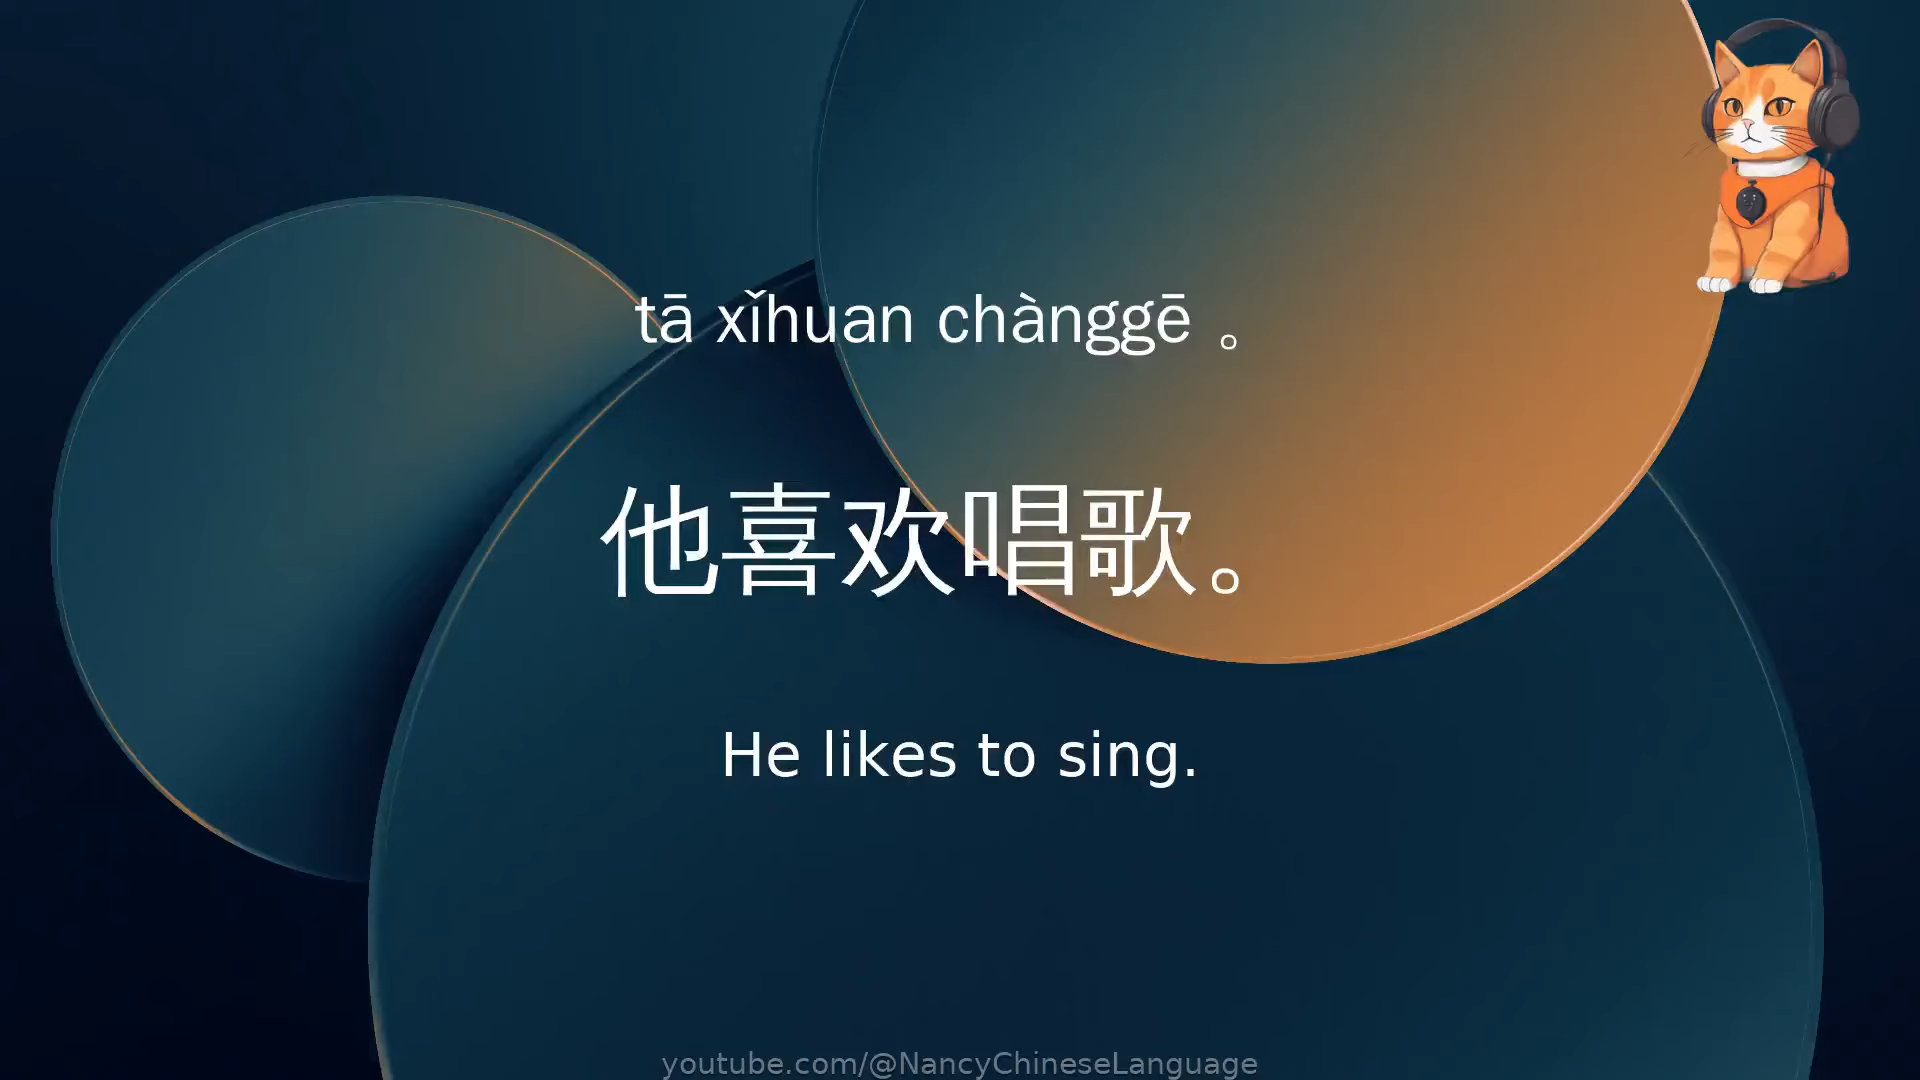 tā xǐhuan chànggē 。
他喜欢唱歌。
He likes to sing.
youtube.com/@NancyChineseLanguage